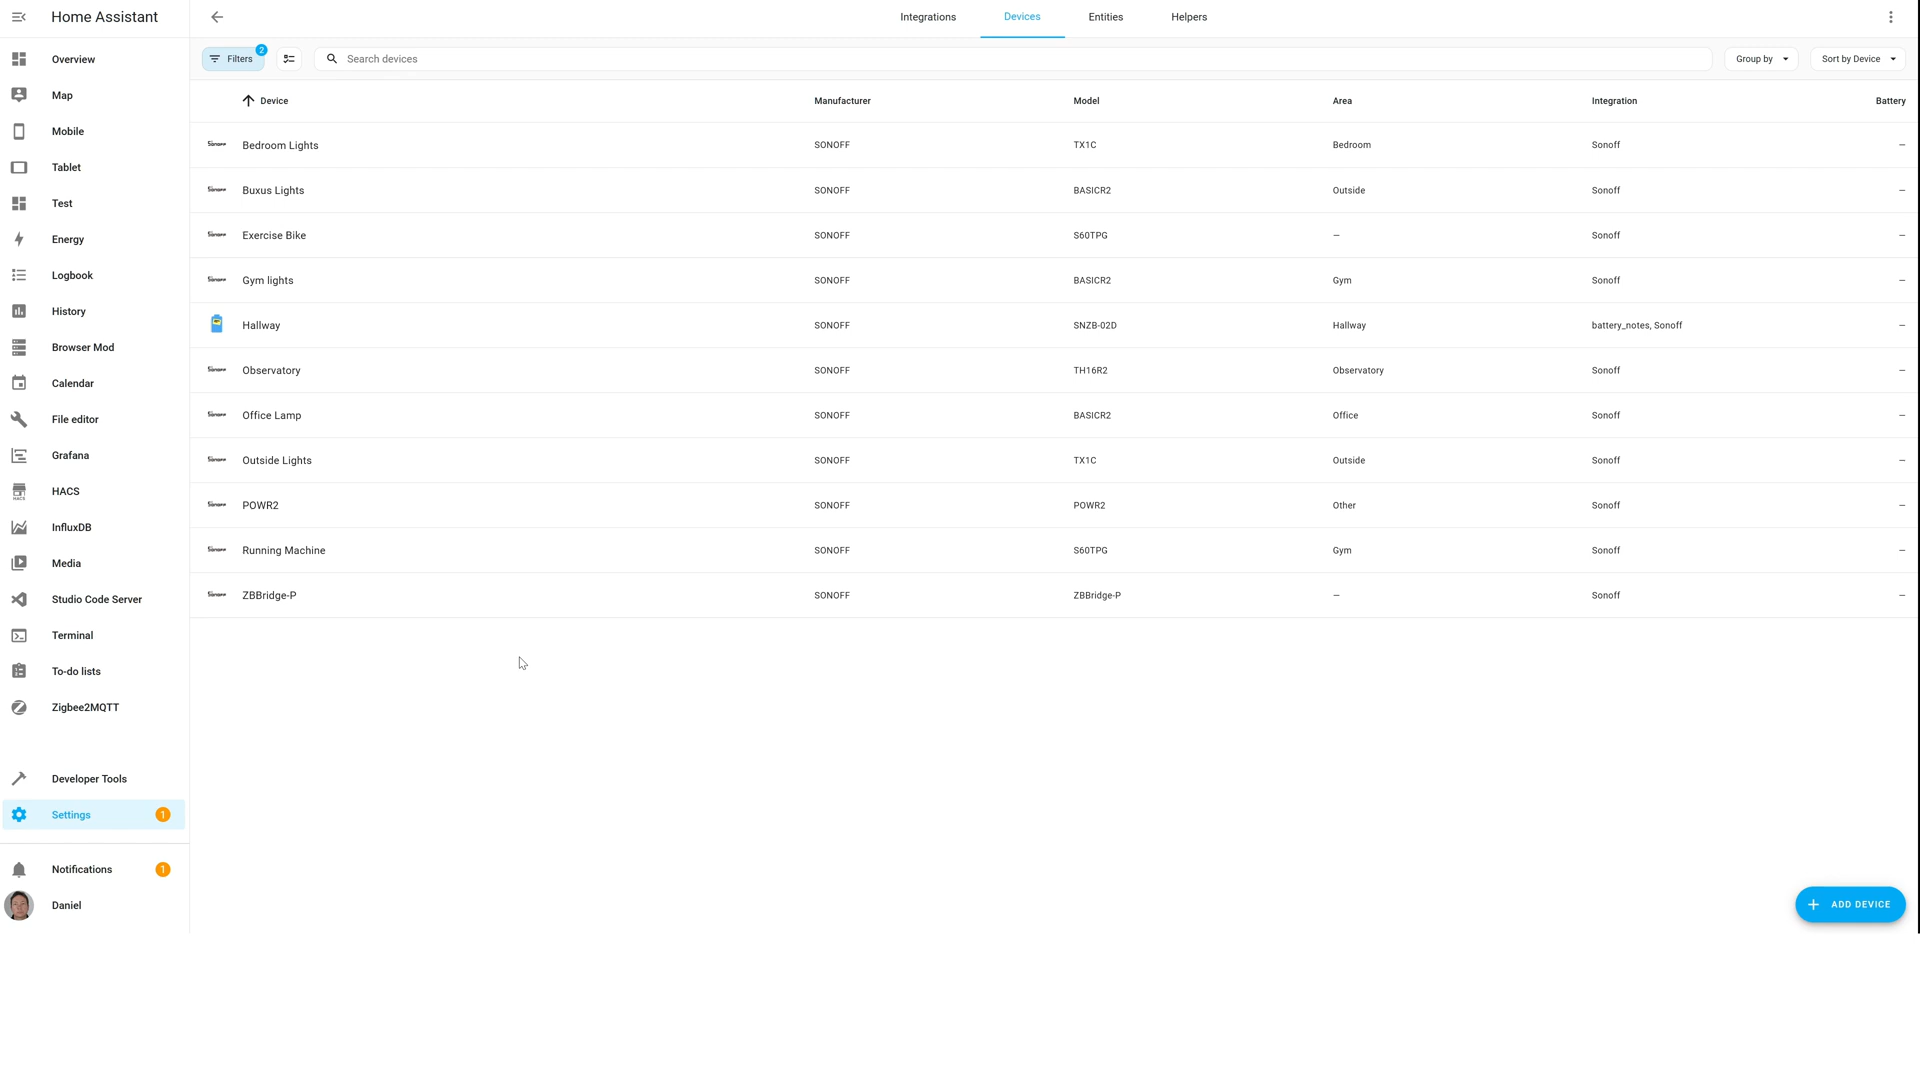 Home Assistant
Integrations Devices Entities Helpers
Overview
Map
Mobile
Tablet
Test
Energy
Logbook
History
Browser Mod
Calendar
File editor
Grafana
HACS
InfluxDB
Media
Studio Code Server
Terminal
To-do lists
Zigbee2MQTT
Developer Tools
Settings 1
Notifications 1
Daniel
Filters 2 Search devices Group by Sort by Device
Device Manufacturer Model Area Integration Battery
Bedroom Lights SONOFF TX1C Bedroom Sonoff —
Buxus Lights SONOFF BASICR2 Outside Sonoff —
Exercise Bike SONOFF S60TPG — Sonoff —
Gym lights SONOFF BASICR2 Gym Sonoff —
Hallway SONOFF SNZB-02D Hallway battery_notes, Sonoff —
Observatory SONOFF TH16R2 Observatory Sonoff —
Office Lamp SONOFF BASICR2 Office Sonoff —
Outside Lights SONOFF TX1C Outside Sonoff —
POWR2 SONOFF POWR2 Other Sonoff —
Running Machine SONOFF S60TPG Gym Sonoff —
ZBBridge-P SONOFF ZBBridge-P — Sonoff —
ADD DEVICE